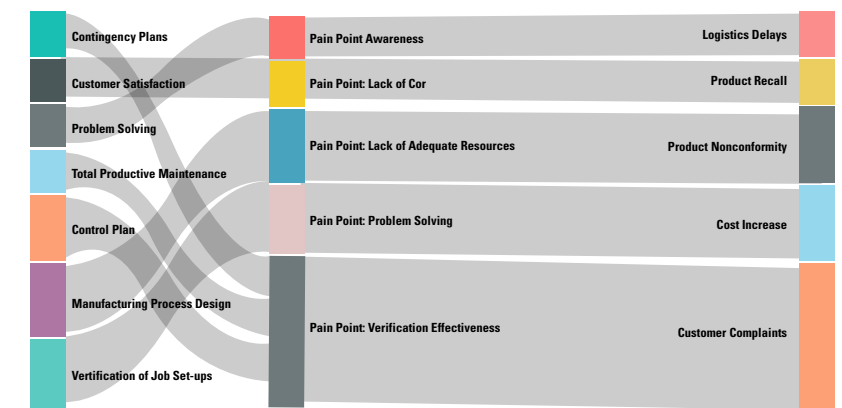 Contingency Plans
Customer Satisfaction
Problem Solving
Total Productive Maintenance
Control Plan
Manufacturing Process Design
Vertification of Job Set-ups
Pain Point Awareness
Pain Point: Lack of Cor
Pain Point: Lack of Adequate Resources
Pain Point: Problem Solving
Pain Point: Verification Effectiveness
Logistics Delays
Product Recall
Product Nonconformity
Cost Increase
Customer Complaints